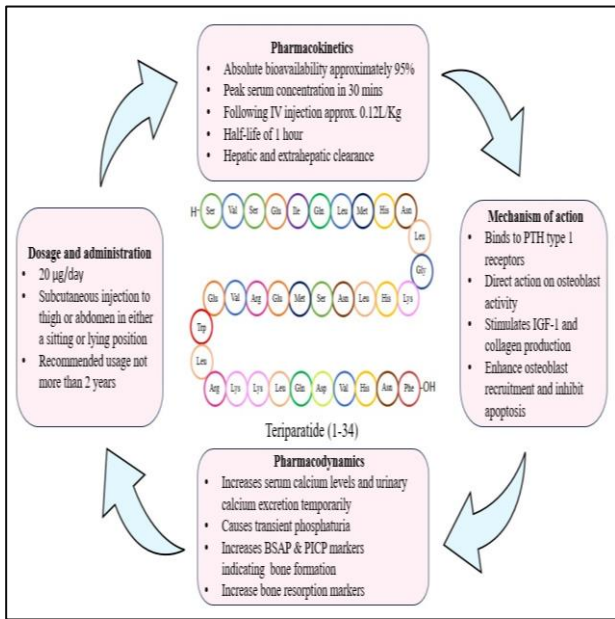 Pharmacokinetics
• Absolute bioavailability approximately 95%
• Peak serum concentration in 30 mins
• Following IV injection approx. 0.12L/Kg
• Half-life of 1 hour
• Hepatic and extrahepatic clearance
Dosage and administration
• 20 µg/day
• Subcutaneous injection to
thigh or abdomen in either
a sitting or lying position
• Recommended usage not
more than 2 years
H- Ser Val Ser Glu Ile Gln Leu Met His Asn
Leu
Gly
Glu Val Arg Glu Met Ser Asn Leu His Lys
Trp
Leu
Arg Lys Lys Leu Gln Asp Val His Asn Phe -OH
Teriparatide (1-34)
Mechanism of action
• Binds to PTH type 1
receptors
• Direct action on osteoblast
activity
• Stimulates IGF-1 and
collagen production
• Enhance osteoblast
recruitment and inhibit
apoptosis
Pharmacodynamics
• Increases serum calcium levels and urinary
calcium excretion temporarily
• Causes transient phosphaturia
• Increases BSAP & PICP markers
indicating bone formation
• Increase bone resorption markers